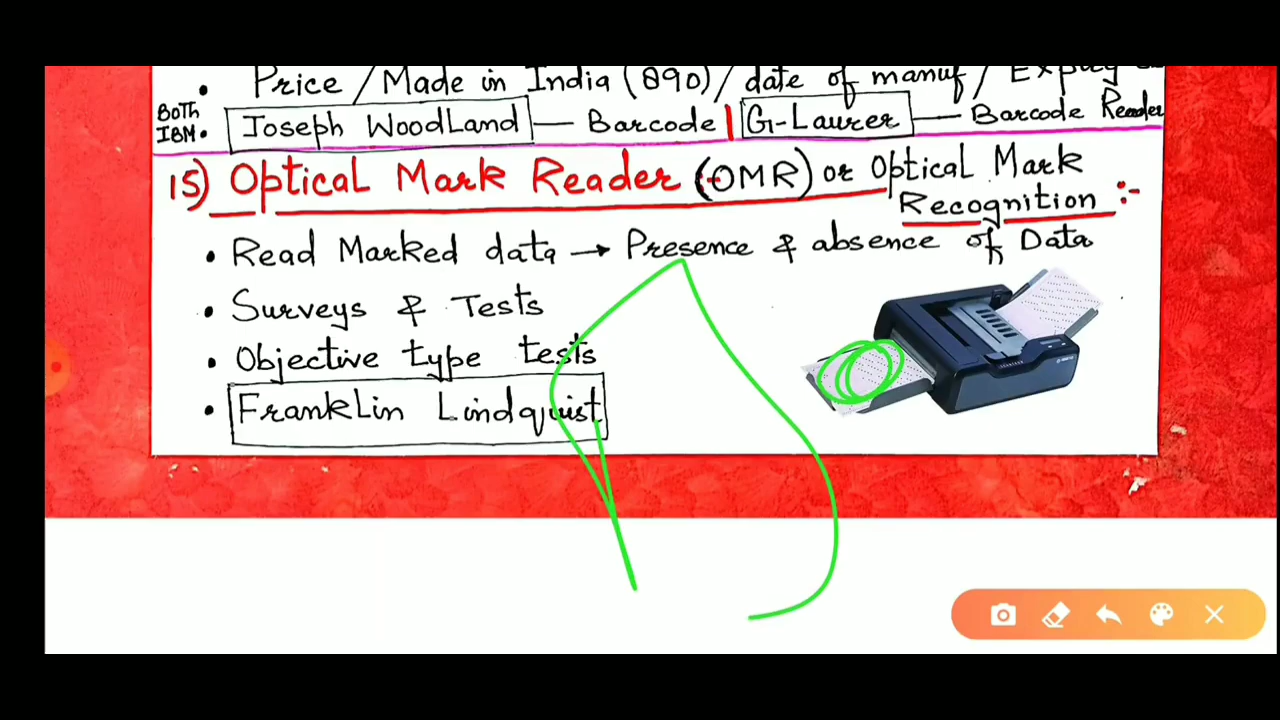 • Price / Made in India (890) / date of manuf / Expiry
BOTH IBM • Joseph WoodLand — Barcode | G-Laurer — Barcode Reader
15) Optical Mark Reader (OMR) or Optical Mark Recognition :-
• Read Marked data → Presence & absence of Data
• Surveys & Tests
• Objective type tests
• Franklin Lindquist